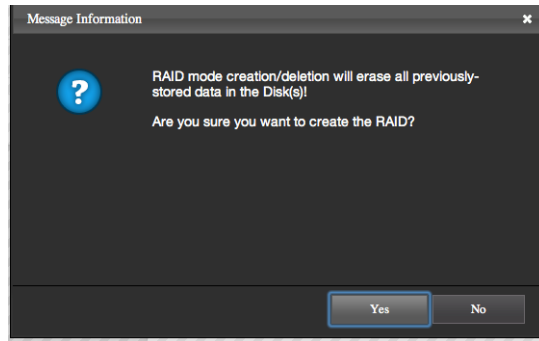 Message Information
RAID mode creation/deletion will erase all previously-
stored data in the Disk(s)!
Are you sure you want to create the RAID?
Yes No